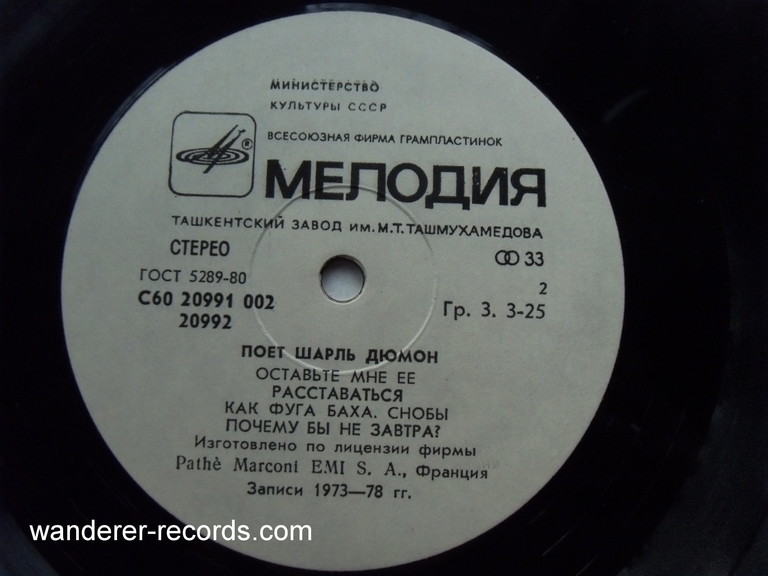 МИНИСТЕРСТВО
КУЛЬТУРЫ СССР
ВСЕСОЮЗНАЯ ФИРМА ГРАМПЛАСТИНОК
®
МЕЛОДИЯ
ТАШКЕНТСКИЙ ЗАВОД ИМ. М.Т. ТАШМУХАМЕДОВА
СТЕРЕО
33
ГОСТ 5289-80
2
С60 20991 002
Гр. 3. 3-25
20992
ПОЕТ ШАРЛЬ ДЮМОН
ОСТАВЬТЕ МНЕ ЕЕ
РАССТАВАТЬСЯ
КАК ФУГА БАХА. СНОБЫ
ПОЧЕМУ БЫ НЕ ЗАВТРА?
Изготовлено по лицензии фирмы
Pathè Marconi EMI S. A., Франция
Записи 1973—78 гг.
wanderer-records.com